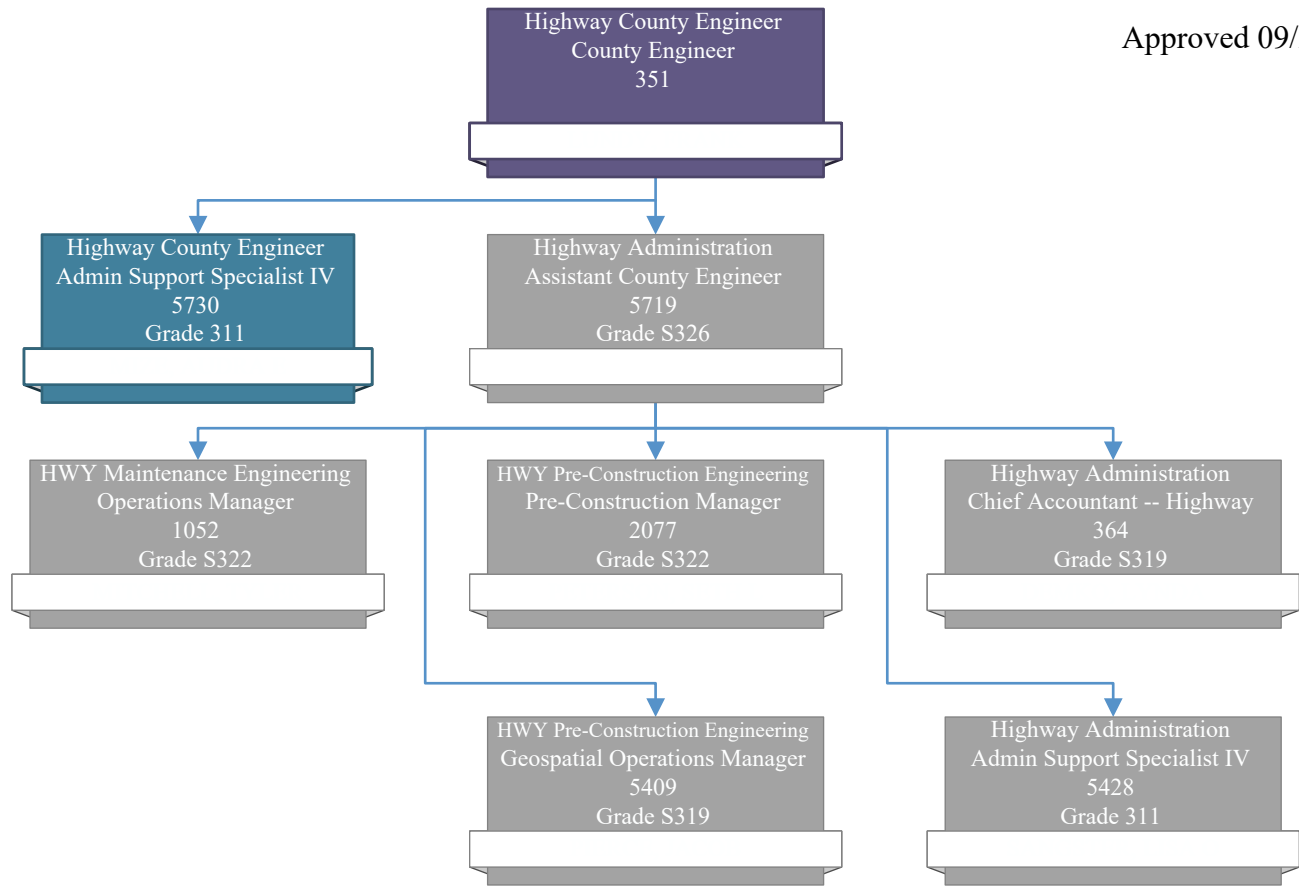 Highway County Engineer
County Engineer
351
Approved 09/
Highway County Engineer
Admin Support Specialist IV
5730
Grade 311
Highway Administration
Assistant County Engineer
5719
Grade S326
HWY Maintenance Engineering
Operations Manager
1052
Grade S322
HWY Pre-Construction Engineering
Pre-Construction Manager
2077
Grade S322
Highway Administration
Chief Accountant -- Highway
364
Grade S319
HWY Pre-Construction Engineering
Geospatial Operations Manager
5409
Grade S319
Highway Administration
Admin Support Specialist IV
5428
Grade 311